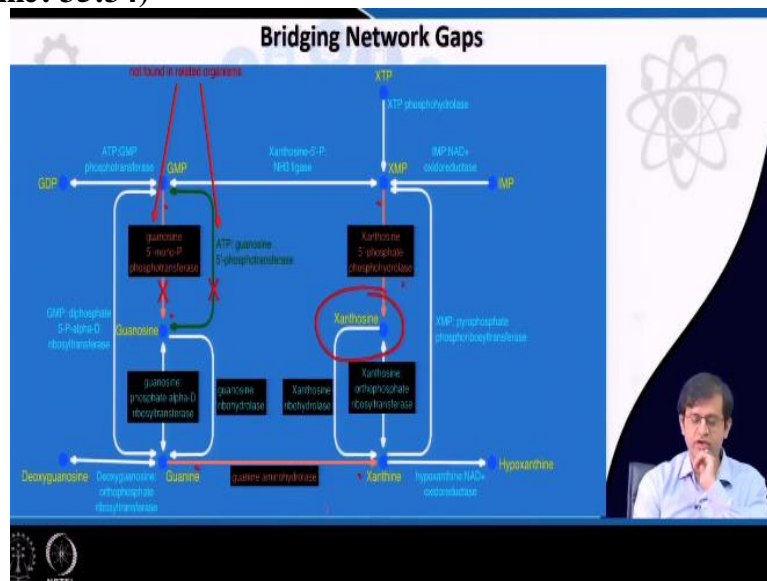 Bridging Network Gaps
not found in related organisms
XTP
XTP phosphohydrolase
ATP:GMP
phosphotransferase
GMP
Xanthosine-5'-P:
NH3 ligase
XMP
IMP:NAD+
oxidoreductase
GDP
IMP
guanosine
5'-mono-P
phosphotransferase
ATP: guanosine
5'-phosphotransferase
Xanthosine
5'-phosphate
phosphohydrolase
GMP: diphosphate
5-P-alpha-D
ribosyltransferase
Guanosine
Xanthosine
XMP: pyrophosphate
phosphoribosyltransferase
guanosine
phosphate alpha-D
ribosyltransferase
guanosine
ribohydrolase
Xanthosine
ribohydrolase
Xanthosine:
orthophosphate
ribosyltransferase
Deoxyguanosine
Deoxyguanosine:
orthophosphate
ribosyltransferase
Guanine
guanine aminohydrolase
Xanthine
hypoxanthine NAD+
oxidoreductase
Hypoxanthine